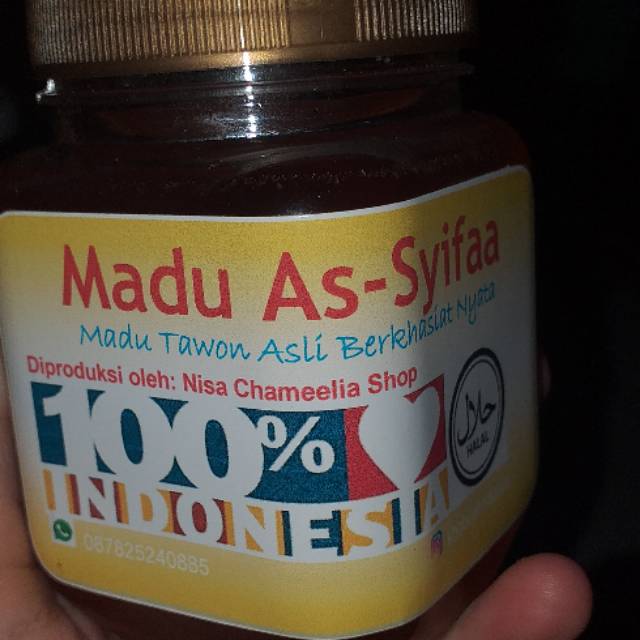 Madu As-Syifaa
Madu Tawon Asli Berkhasiat Nyata
Diproduksi oleh: Nisa Chameelia Shop
100%
حلال
HALAL
INDONESIA
087825240885